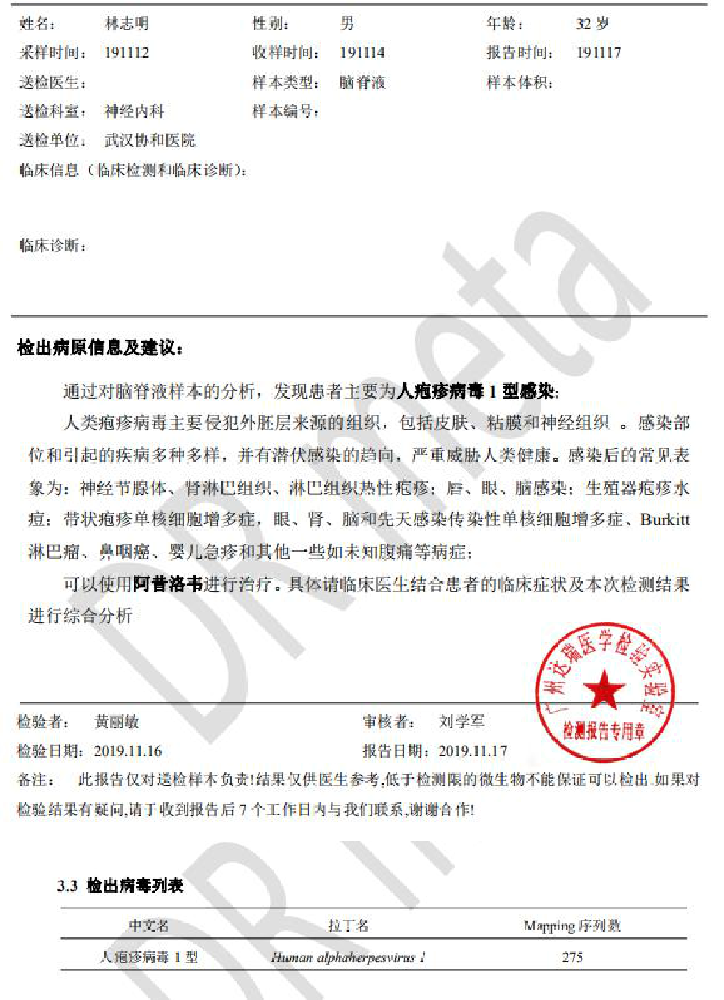 姓名： 林志明 性别： 男 年龄： 32 岁
采样时间： 191112 收样时间： 191114 报告时间： 191117
送检医生： 样本类型： 脑脊液 样本体积：
送检科室： 神经内科 样本编号：
送检单位： 武汉协和医院
临床信息（临床检测和临床诊断）：
临床诊断：
检出病原信息及建议：
通过对脑脊液样本的分析，发现患者主要为人疱疹病毒 1 型感染；
人类疱疹病毒主要侵犯外胚层来源的组织，包括皮肤、粘膜和神经组织 。感染部
位和引起的疾病多种多样，并有潜伏感染的趋向，严重威胁人类健康。感染后的常见表
象为：神经节腺体、肾淋巴组织、淋巴组织热性疱疹；唇、眼、脑感染；生殖器疱疹水
痘；带状疱疹单核细胞增多症，眼、肾、脑和先天感染传染性单核细胞增多症、Burkitt
淋巴瘤、鼻咽癌、婴儿急疹和其他一些如未知腹痛等病症；
可以使用阿昔洛韦进行治疗。具体请临床医生结合患者的临床症状及本次检测结果
进行综合分析
广州达瑞医学检验实验室
检测报告专用章
检验者： 黄丽敏 审核者： 刘学军
检验日期：2019.11.16 报告日期：2019.11.17
备注： 此报告仅对送检样本负责!结果仅供医生参考,低于检测限的微生物不能保证可以检出.如果对
检验结果有疑问,请于收到报告后 7 个工作日内与我们联系,谢谢合作!
3.3 检出病毒列表
中文名 拉丁名 Mapping 序列数
人疱疹病毒 1 型 Human alphaherpesvirus 1 275
DR meta